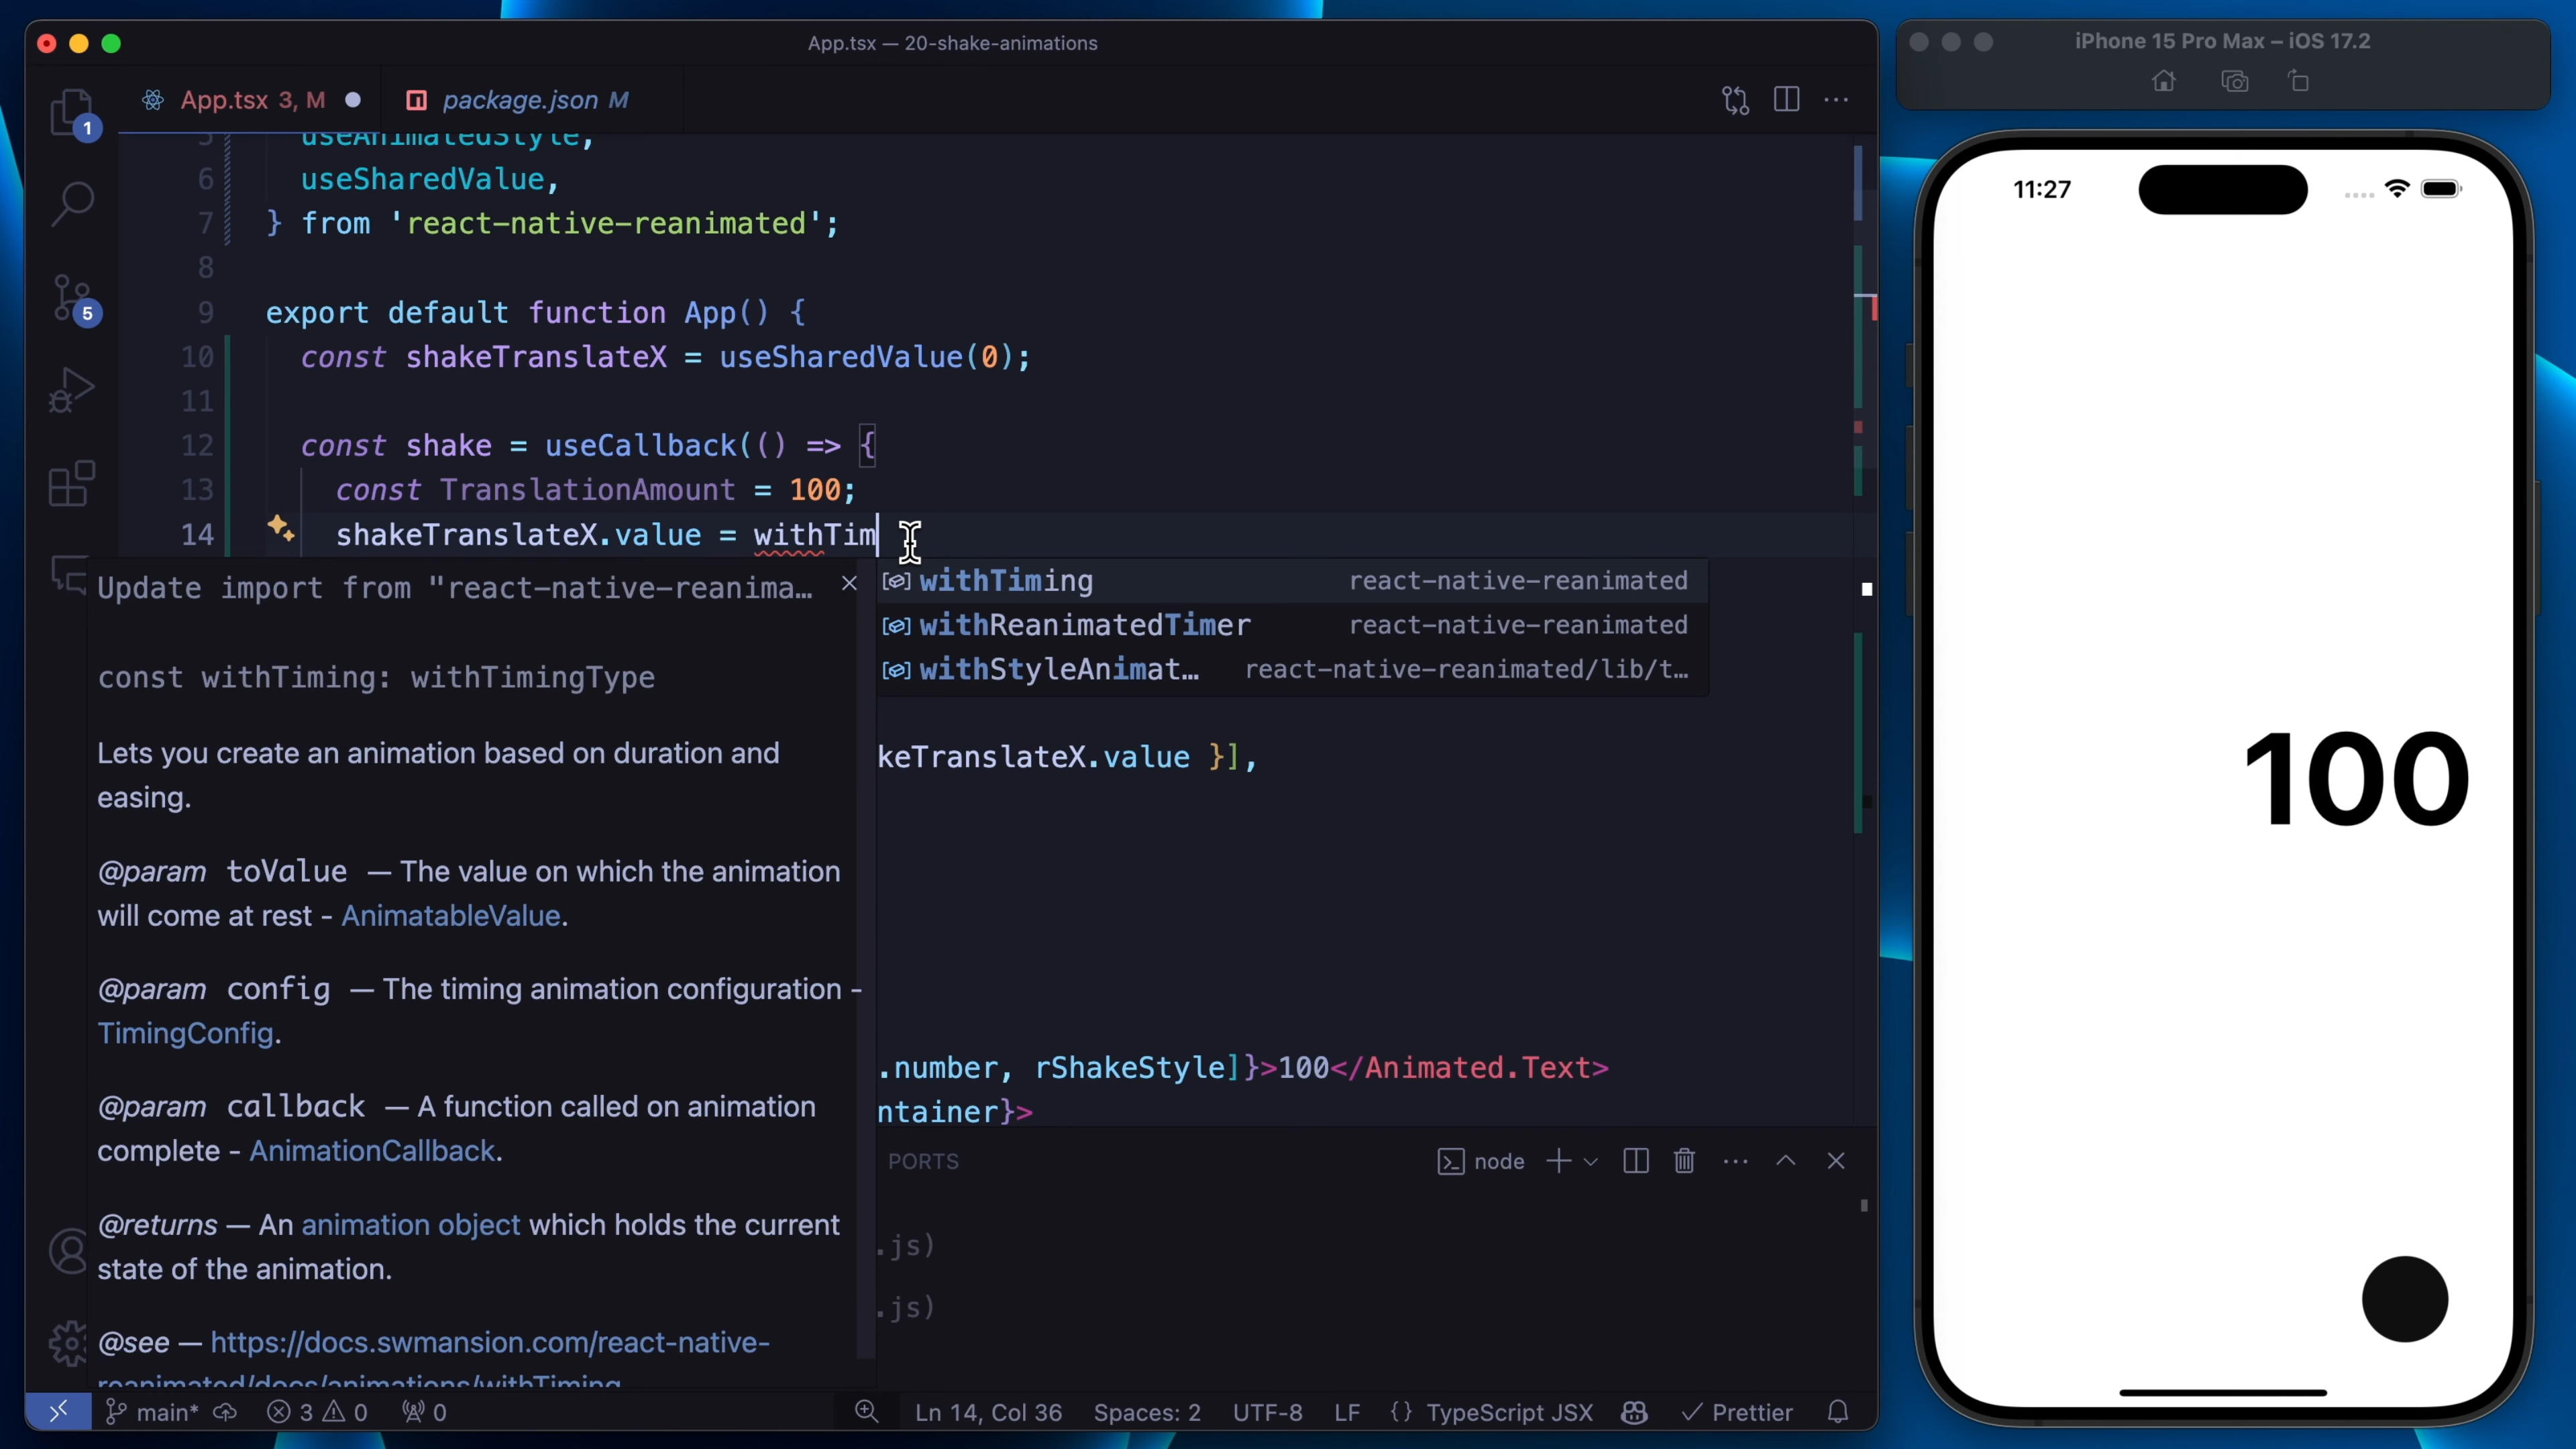 App.tsx — 20-shake-animations
App.tsx 3, M
package.json M
1
5
5 useAnimatedStyle,
6 useSharedValue,
7 } from 'react-native-reanimated';
8
9 export default function App() {
10 const shakeTranslateX = useSharedValue(0);
11
12 const shake = useCallback(() => {
13 const TranslationAmount = 100;
14 shakeTranslateX.value = withTim
Update import from "react-native-reanima…
const withTiming: withTimingType
Lets you create an animation based on duration and
easing.
@param toValue — The value on which the animation
will come at rest - AnimatableValue.
@param config — The timing animation configuration -
TimingConfig.
@param callback — A function called on animation
complete - AnimationCallback.
@returns — An animation object which holds the current
state of the animation.
@see — https://docs.swmansion.com/react-native-
reanimated/docs/animations/withTiming
withTiming react-native-reanimated
withReanimatedTimer react-native-reanimated
withStyleAnimat… react-native-reanimated/lib/t…
keTranslateX.value }],
.number, rShakeStyle]}>100</Animated.Text>
ntainer}>
PORTS
node
.js)
.js)
main* 3 0 0
Ln 14, Col 36 Spaces: 2 UTF-8 LF {} TypeScript JSX Prettier
iPhone 15 Pro Max – iOS 17.2
11:27
100